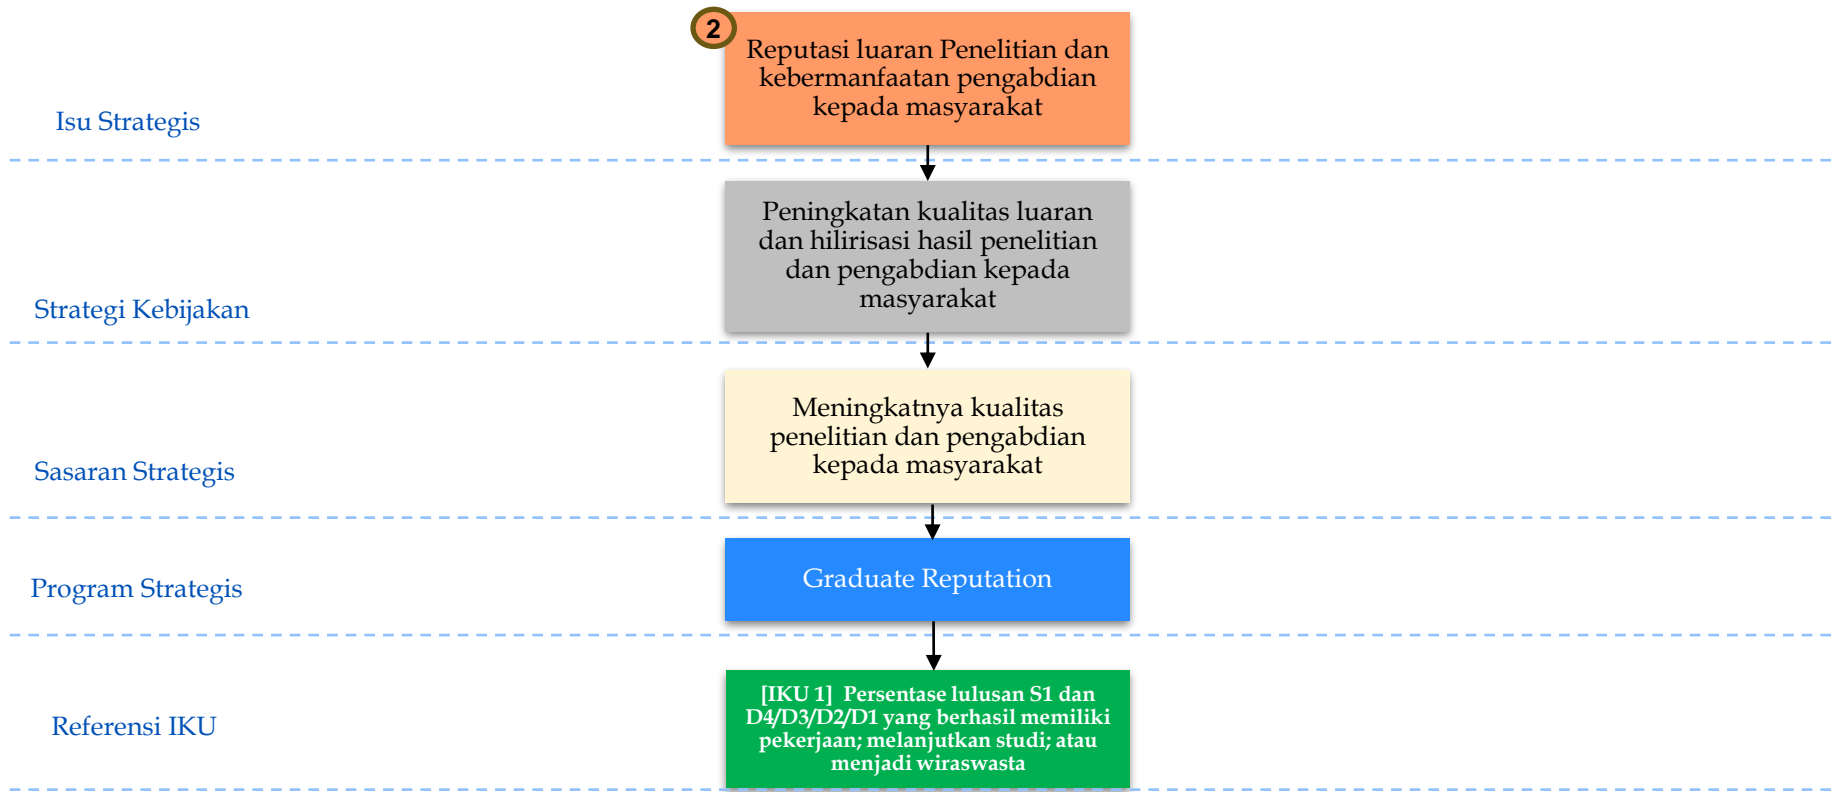 2
Reputasi luaran Penelitian dan
kebermanfaatan pengabdian
kepada masyarakat
Isu Strategis
Peningkatan kualitas luaran
dan hilirisasi hasil penelitian
dan pengabdian kepada
masyarakat
Strategi Kebijakan
Meningkatnya kualitas
penelitian dan pengabdian
kepada masyarakat
Sasaran Strategis
Graduate Reputation
Program Strategis
[IKU 1] Persentase lulusan S1 dan
D4/D3/D2/D1 yang berhasil memiliki
pekerjaan; melanjutkan studi; atau
menjadi wiraswasta
Referensi IKU